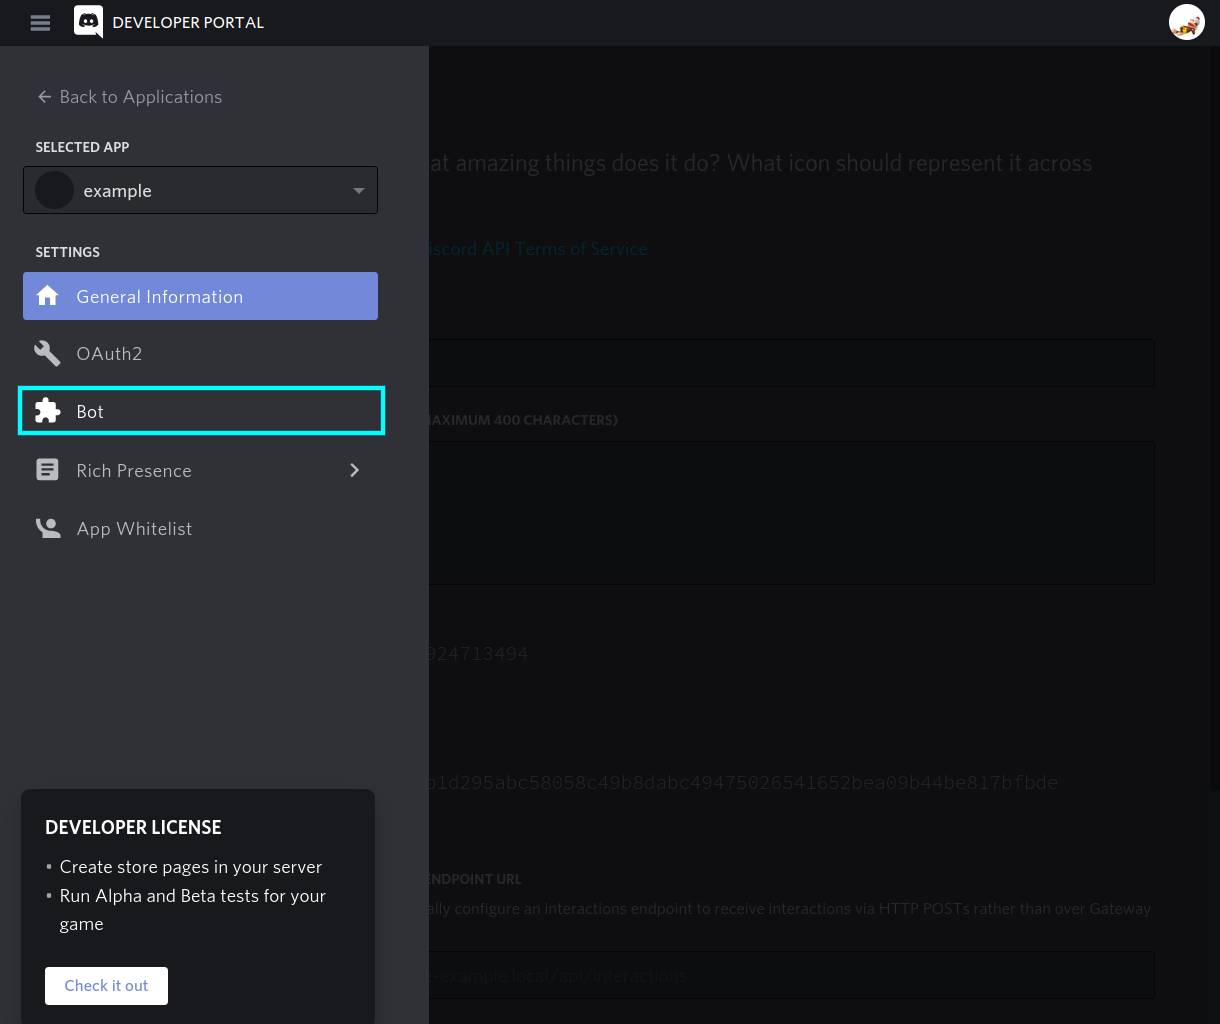 DEVELOPER PORTAL
Back to Applications
SELECTED APP
example
SETTINGS
General Information
OAuth2
Bot
Rich Presence
App Whitelist
DEVELOPER LICENSE
• Create store pages in your server
• Run Alpha and Beta tests for your
game
Check it out
at amazing things does it do? What icon should represent it across
iscord API Terms of Service
AXIMUM 400 CHARACTERS)
924713494
b1d295abc58058c49b8dabc49475026541652bea09b44be817bfbde
ENDPOINT URL
ally configure an interactions endpoint to receive interactions via HTTP POSTs rather than over Gateway
-example.local/api/interactions